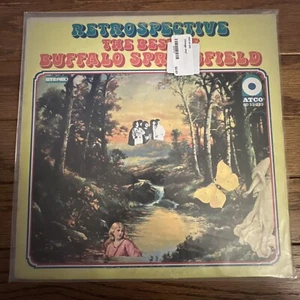 RETROSPECTIVE
THE BEST OF
BUFFALO SPRINGFIELD
STEREO
ATCO